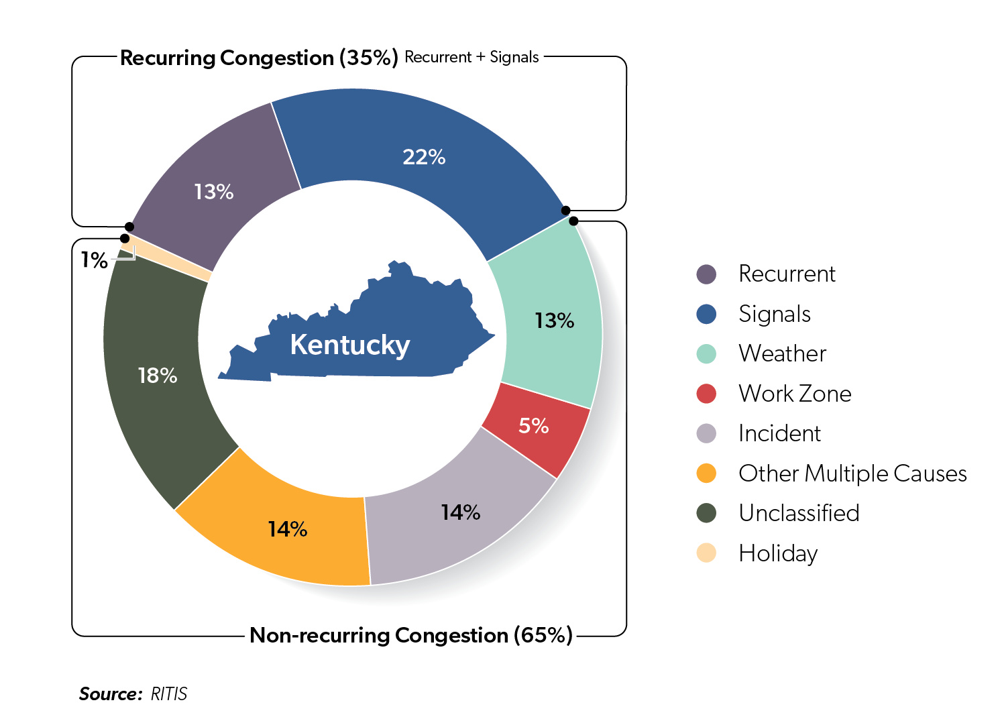 Recurring Congestion (35%) Recurrent + Signals
22%
13%
1%
13%
Kentucky
18%
5%
14%
14%
Non-recurring Congestion (65%)
Recurrent
Signals
Weather
Work Zone
Incident
Other Multiple Causes
Unclassified
Holiday
Source: RITIS